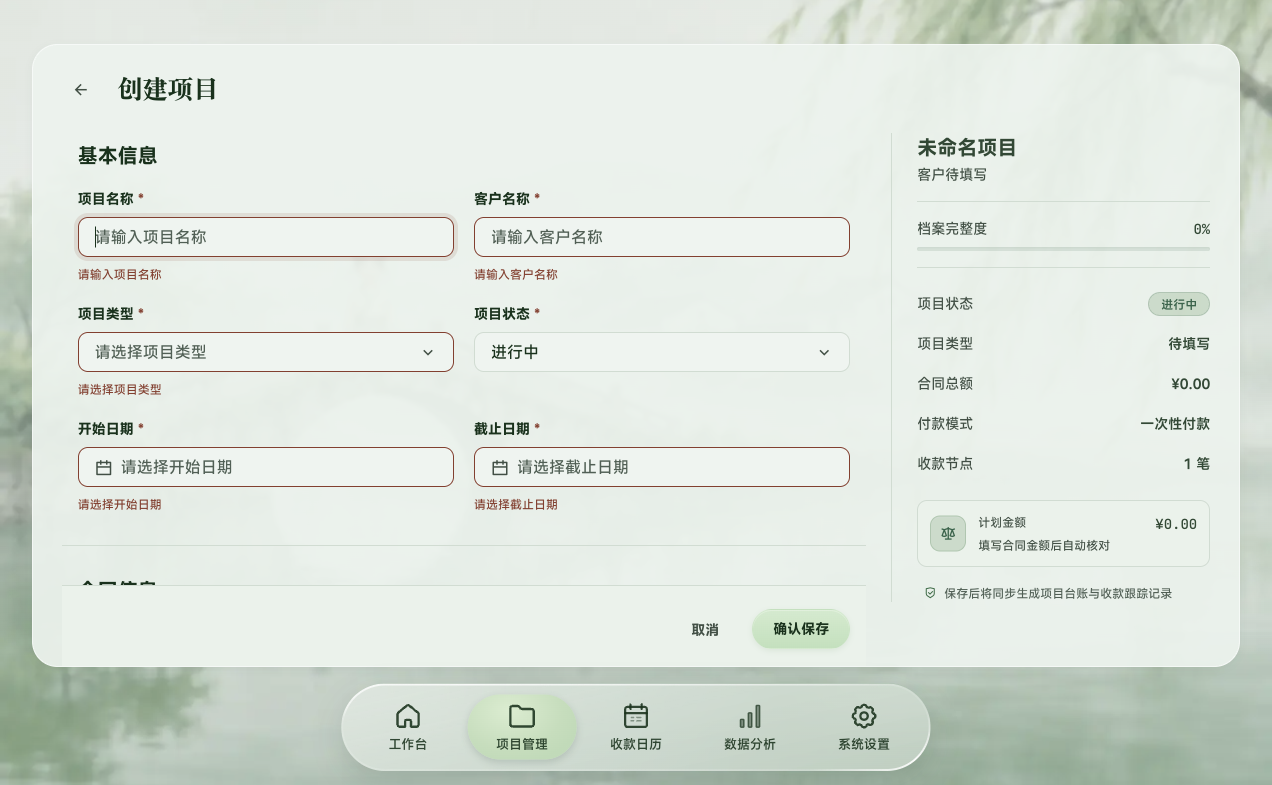 创建项目
基本信息
项目名称 *
客户名称 *
请输入项目名称
请输入客户名称
请输入项目名称
请输入客户名称
项目类型 *
项目状态 *
请选择项目类型
进行中
请选择项目类型
开始日期 *
截止日期 *
请选择开始日期
请选择截止日期
请选择开始日期
请选择截止日期
取消
确认保存
未命名项目
客户待填写
档案完整度 0%
项目状态 进行中
项目类型 待填写
合同总额 ¥0.00
付款模式 一次性付款
收款节点 1 笔
计划金额 ¥0.00
填写合同金额后自动核对
保存后将同步生成项目台账与收款跟踪记录
工作台
项目管理
收款日历
数据分析
系统设置